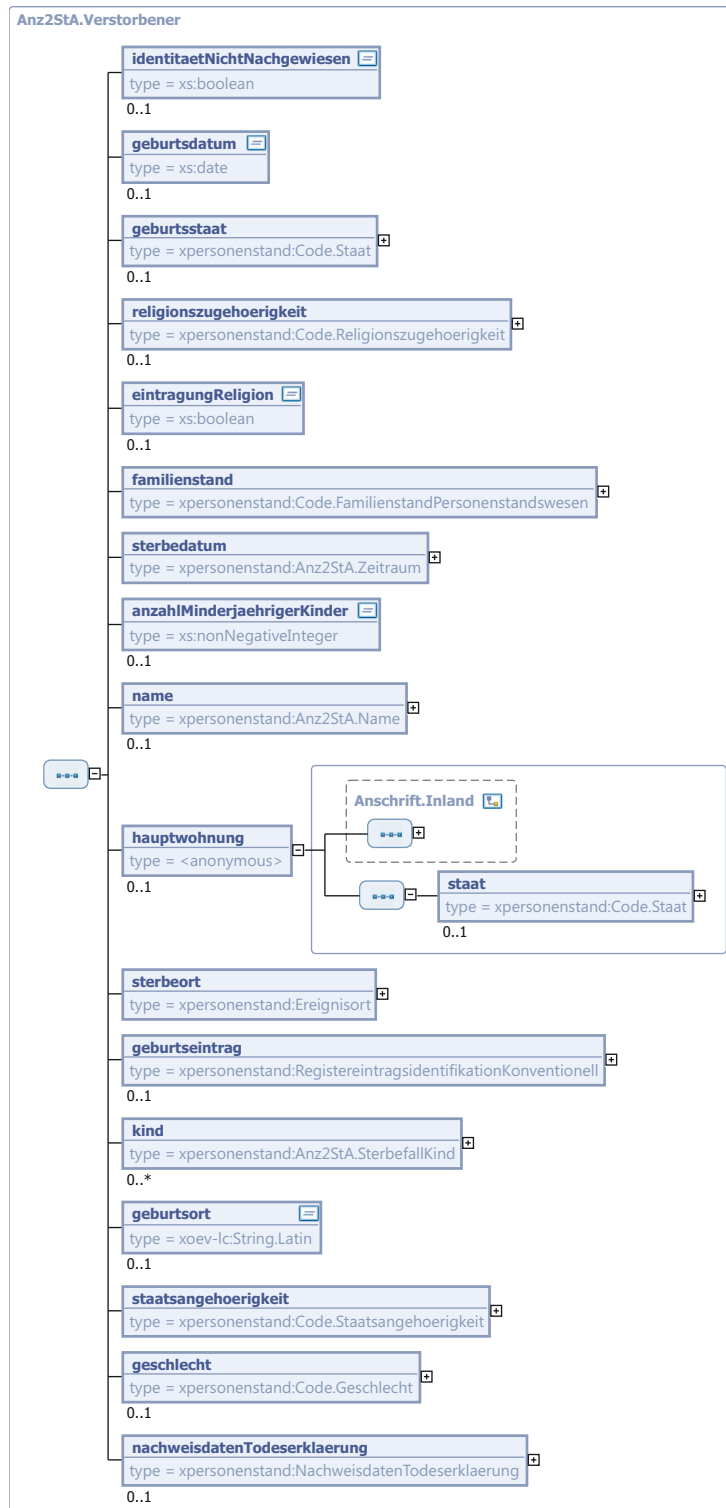 Anz2StA.Verstorbener
identitaetNichtNachgewiesen
type = xs:boolean
0..1
geburtsdatum
type = xs:date
0..1
geburtsstaat
type = xpersonenstand:Code.Staat
0..1
religionszugehoerigkeit
type = xpersonenstand:Code.Religionszugehoerigkeit
0..1
eintragungReligion
type = xs:boolean
0..1
familienstand
type = xpersonenstand:Code.FamilienstandPersonenstandswesen
sterbedatum
type = xpersonenstand:Anz2StA.Zeitraum
anzahlMinderjaehrigerKinder
type = xs:nonNegativeInteger
0..1
name
type = xpersonenstand:Anz2StA.Name
0..1
hauptwohnung
type = <anonymous>
0..1
Anschrift.Inland
staat
type = xpersonenstand:Code.Staat
0..1
sterbeort
type = xpersonenstand:Ereignisort
geburtseintrag
type = xpersonenstand:RegistereintragsidentifikationKonventionell
0..1
kind
type = xpersonenstand:Anz2StA.SterbefallKind
0..*
geburtsort
type = xoev-lc:String.Latin
0..1
staatsangehoerigkeit
type = xpersonenstand:Code.Staatsangehoerigkeit
geschlecht
type = xpersonenstand:Code.Geschlecht
0..1
nachweisdatenTodeserklaerung
type = xpersonenstand:NachweisdatenTodeserklaerung
0..1